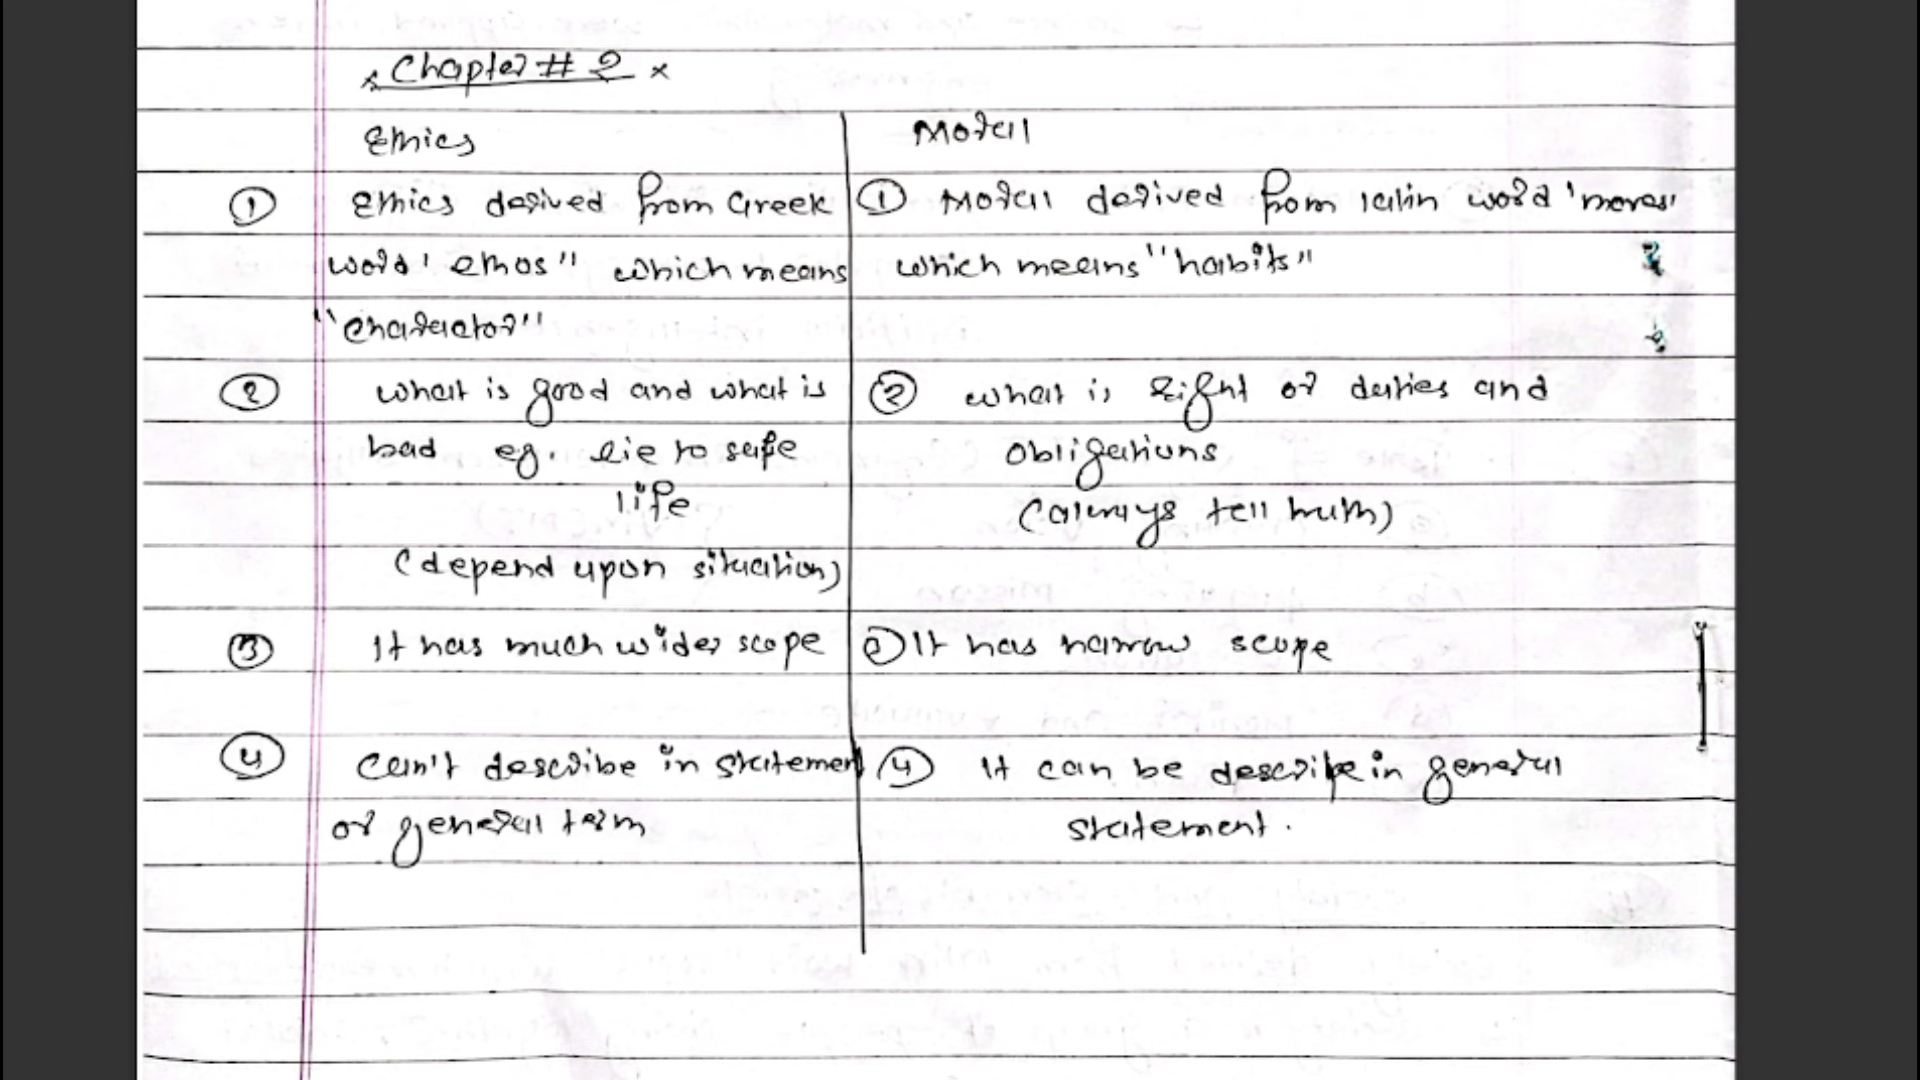 Chapter # 2
Ethics
① Ethics derived from Greek
word 'ethos" which means
"charactor"
② what is good and what is
bad eg. lie to safe
life
(depend upon situation)
③ It has much wider scope
④ Can't describe in statement
or general term
Moral
① Moral derived from latin word 'mores'
which means "habits"
② what is right or duties and
obligations
(always tell truth)
③ It has narrow scope
④ It can be describe in general
statement.